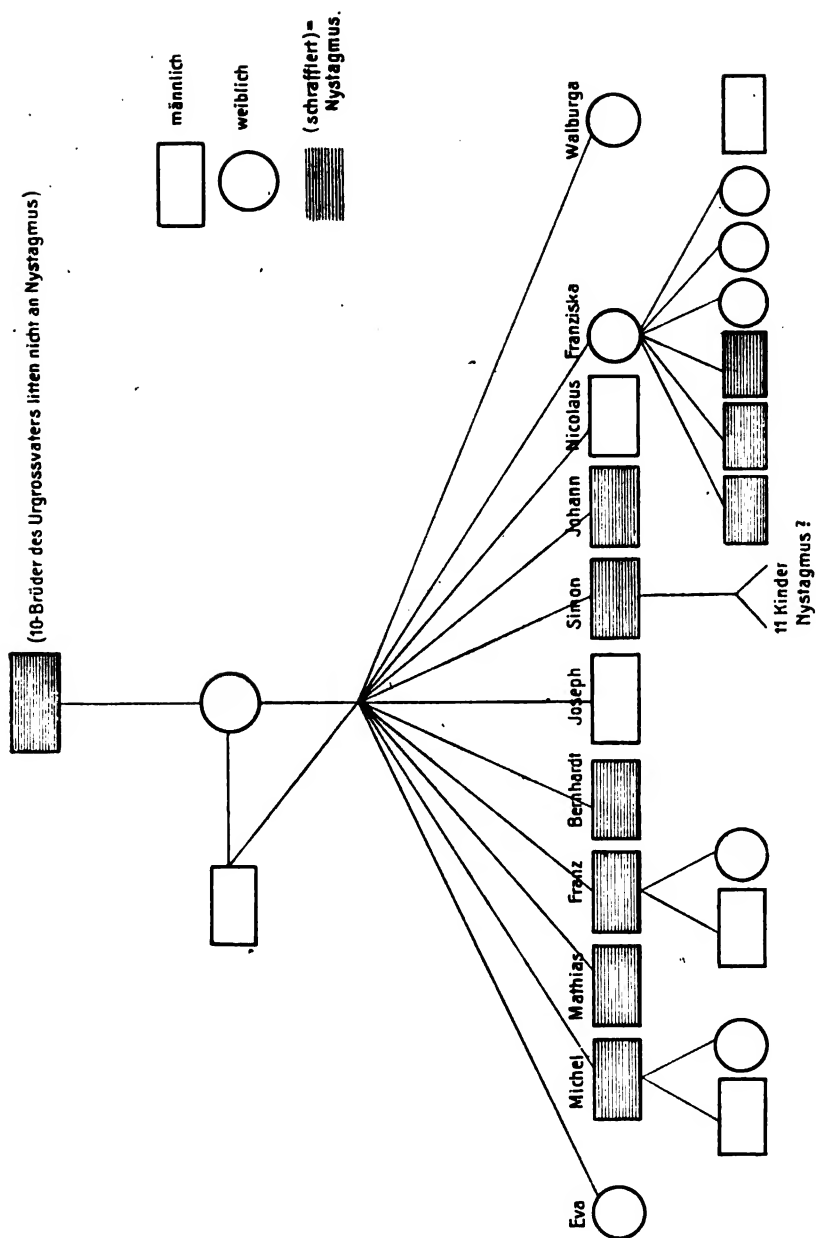 (10-Brüder des Urgrossvaters litten nicht an Nystagmus)
männlich
weiblich
(schraffiert)=
Nystagmus.
Eva
Michel
Mathias
Franz
Bernhardt
Joseph
Simon
Johann
Nicolaus
Franziska
Walburga
11 Kinder
Nystagmus?